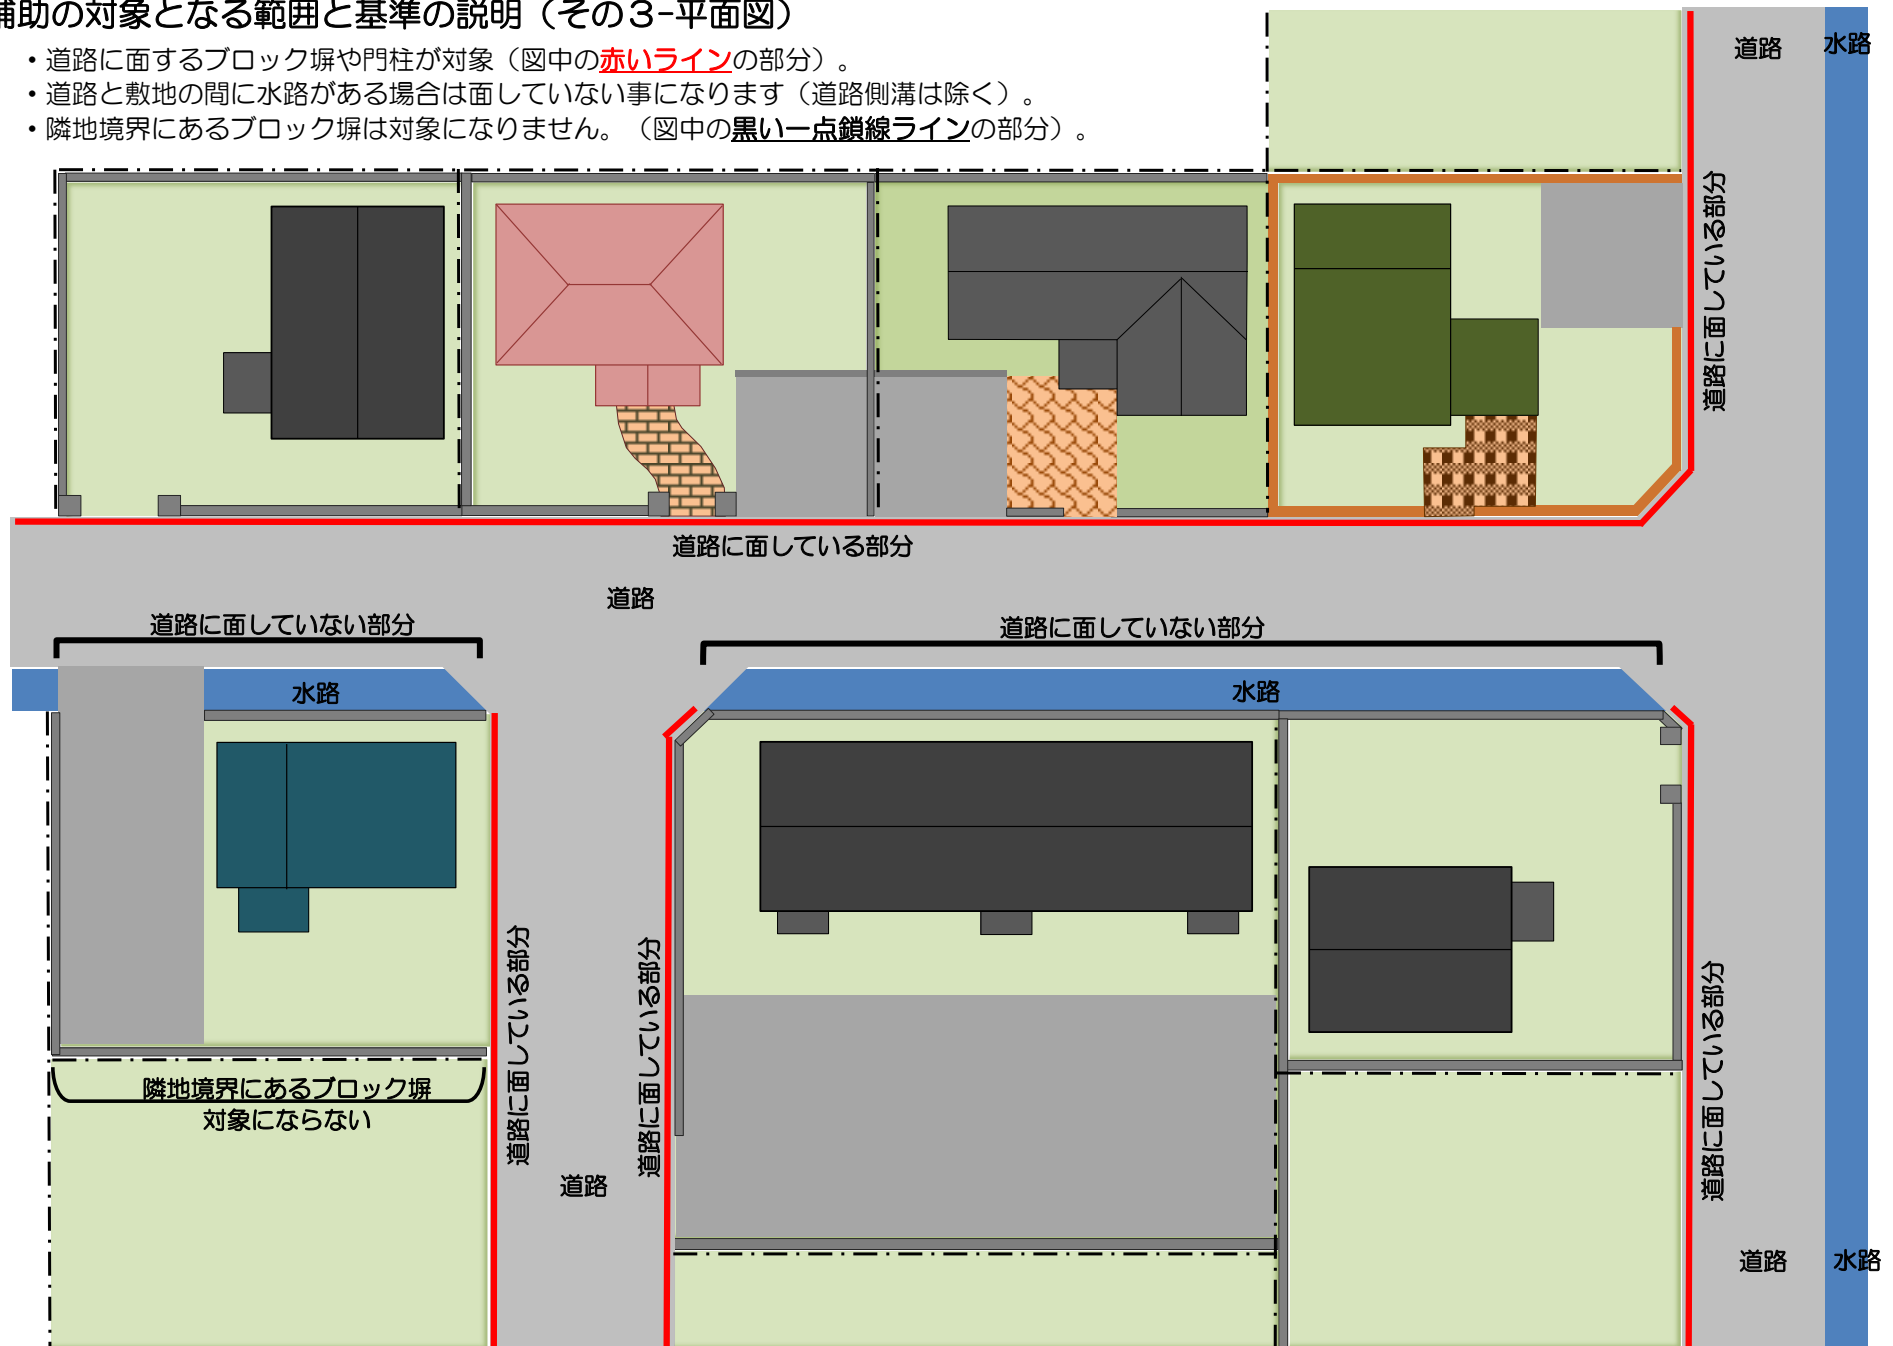 補助の対象となる範囲と基準の説明（その３-平面図）
・道路に面するブロック塀や門柱が対象（図中の赤いラインの部分）。
・道路と敷地の間に水路がある場合は面していない事になります（道路側溝は除く）。
・隣地境界にあるブロック塀は対象になりません。（図中の黒い一点鎖線ラインの部分）。
道路
水路
道路に面している部分
道路に面している部分
道路
道路に面していない部分
道路に面していない部分
水路
水路
道路に面している部分
道路に面している部分
道路に面している部分
隣地境界にあるブロック塀
対象にならない
道路
道路
水路